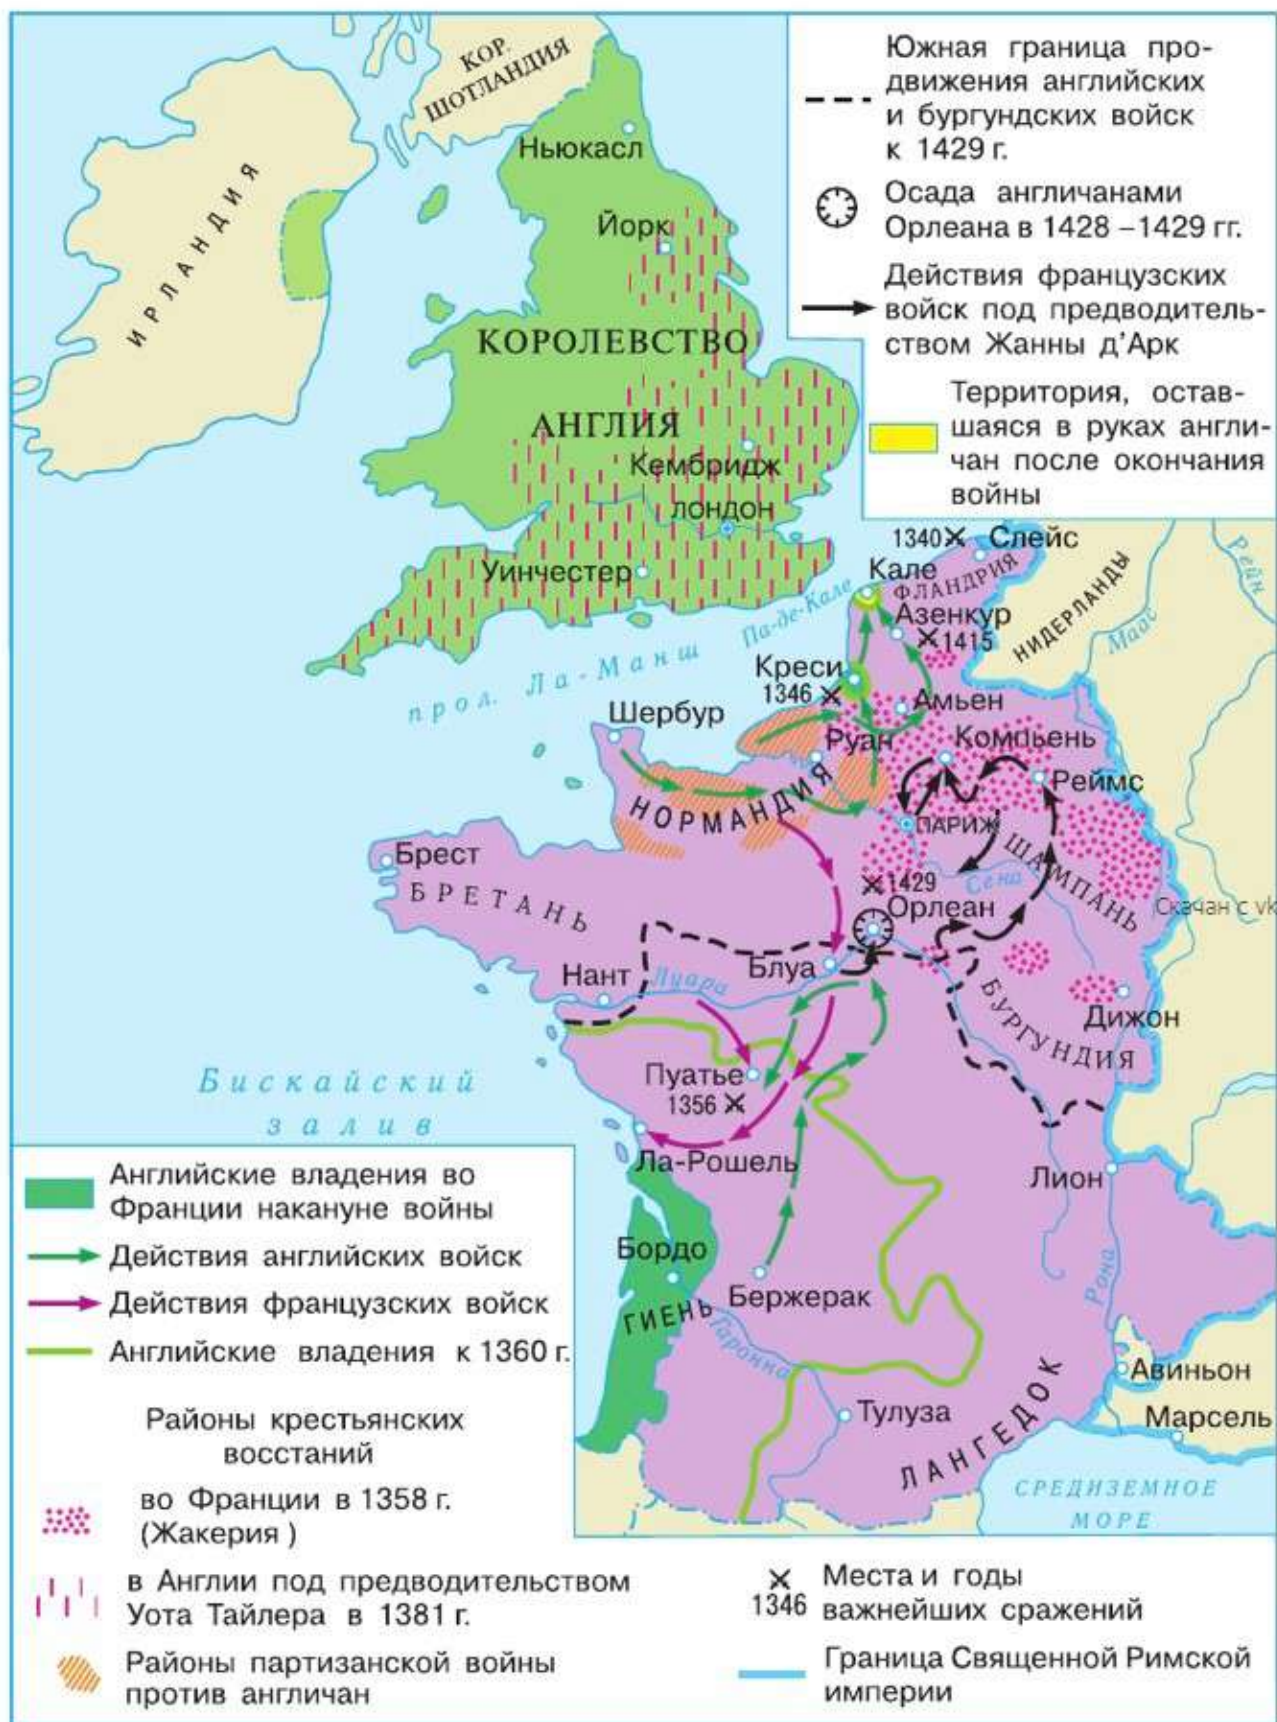 КОР.
ШОТЛАНДИЯ
Ньюкасл
ИРЛАНДИЯ
Йорк
КОРОЛЕВСТВО
АНГЛИЯ
Кембридж
ЛОНДОН
Уинчестер
Южная граница про-
движения английских
и бургундских войск
к 1429 г.
Осада англичанами
Орлеана в 1428 –1429 гг.
Действия французских
войск под предводитель-
ством Жанны д’Арк
Территория, остав-
шаяся в руках англи-
чан после окончания
войны
1340
Слейс
Кале
ФЛАНДРИЯ
Па-де-Кале
прол. Ла-Манш
Азенкур
1415
НИДЕРЛАНДЫ
Маас
Рейн
Креси
1346
Амьен
Шербур
Руан
Компьень
Реймс
НОРМАНДИЯ
ПАРИЖ
ШАМПАНЬ
Сена
Брест
БРЕТАНЬ
1429
Орлеан
Скачан с vk
Нант
Луара
Блуа
БУРГУНДИЯ
Дижон
Бискайский
залив
Пуатье
1356
Ла-Рошель
Лион
Бордо
ГИЕНЬ
Бержерак
Гаронна
Рона
Авиньон
Тулуза
Марсель
ЛАНГЕДОК
СРЕДИЗЕМНОЕ
МОРЕ
Английские владения во
Франции накануне войны
Действия английских войск
Действия французских войск
Английские владения к 1360 г.
Районы крестьянских
восстаний
во Франции в 1358 г.
(Жакерия )
в Англии под предводительством
Уота Тайлера в 1381 г.
Районы партизанской войны
против англичан
1346
Места и годы
важнейших сражений
Граница Священной Римской
империи